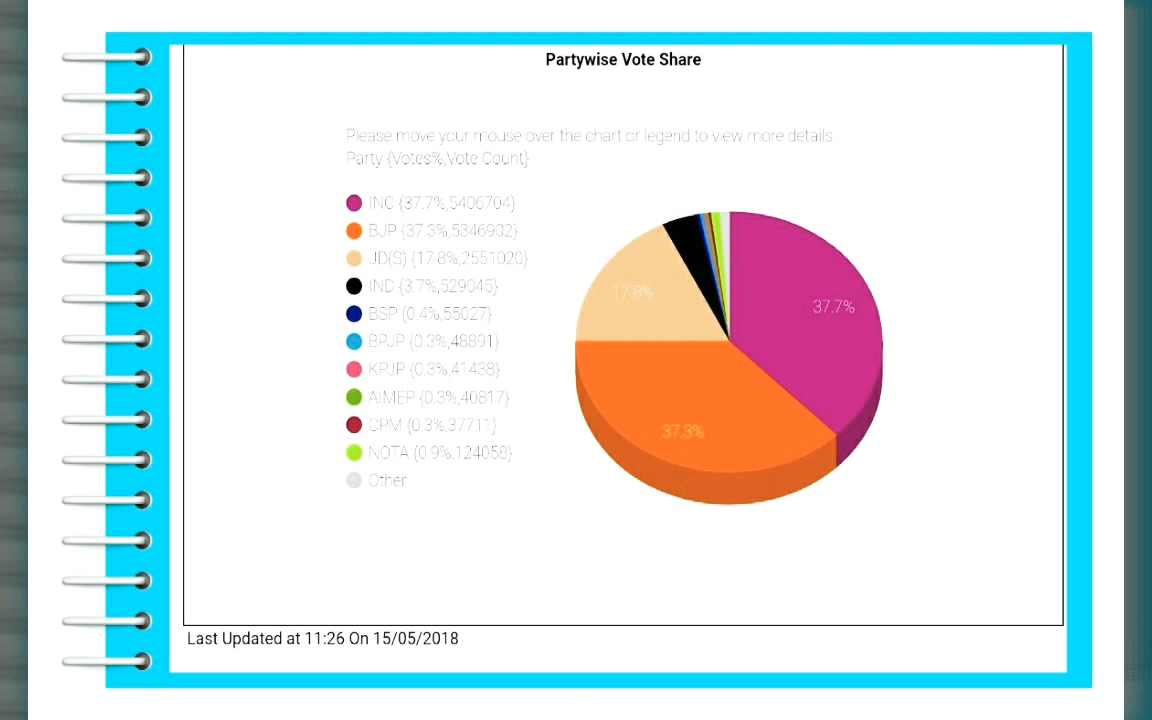 Partywise Vote Share
Please move your mouse over the chart or legend to view more details.
Party {Votes%,Vote Count}
INC {37.7%,5406704}
BJP {37.3%,5346902}
JD(S) {17.8%,2551020}
IND {3.7%,529045}
BSP {0.4%,55027}
BPJP {0.3%,48891}
KPJP {0.3%,41438}
AIMEP {0.3%,40817}
CPM {0.3%,37711}
NOTA {0.9%,124058}
Other
17.8%
37.7%
37.3%
Last Updated at 11:26 On 15/05/2018